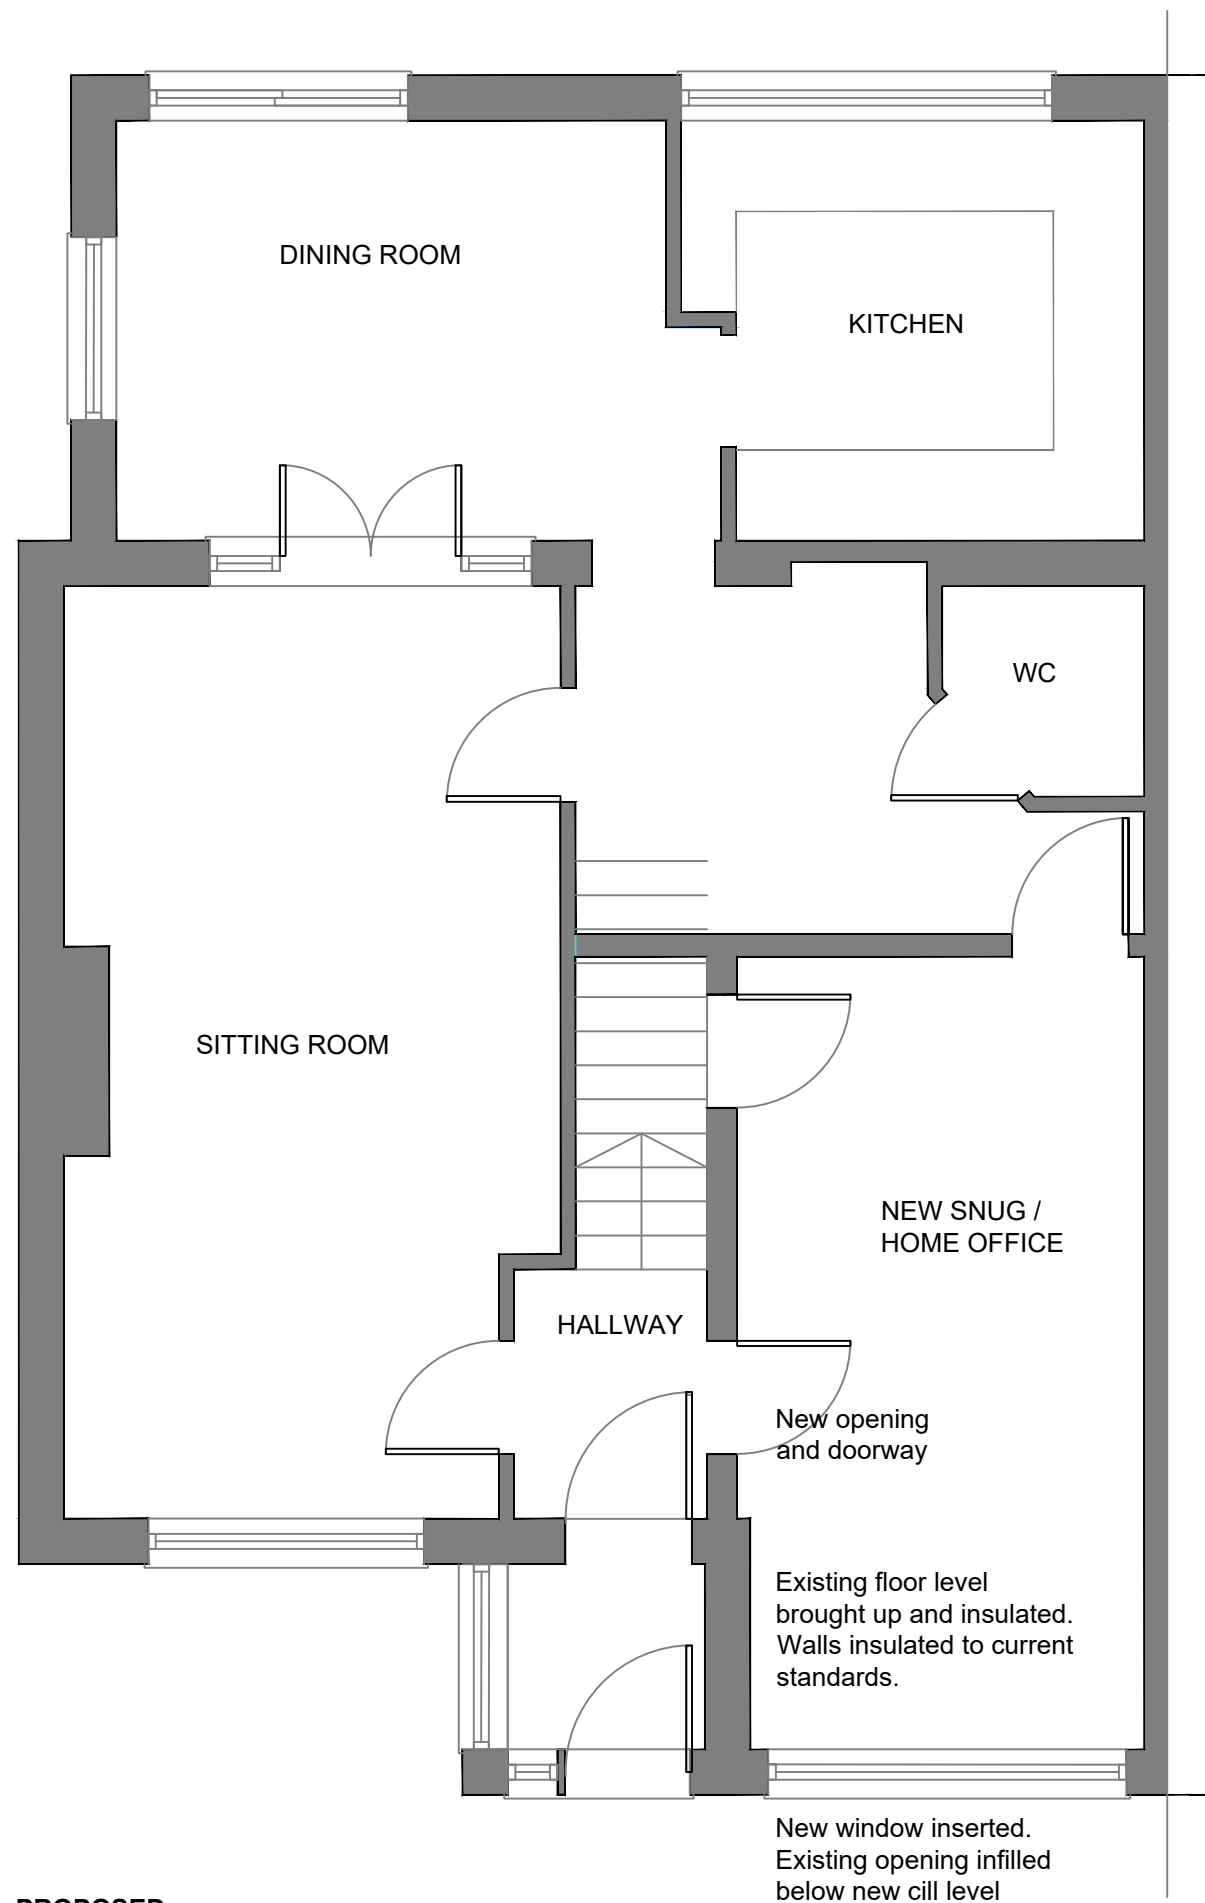 DINING ROOM
KITCHEN
WC
SITTING ROOM
NEW SNUG /
HOME OFFICE
HALLWAY
New opening
and doorway
Existing floor level
brought up and insulated.
Walls insulated to current
standards.
New window inserted.
Existing opening infilled
below new cill level
PROPOSED